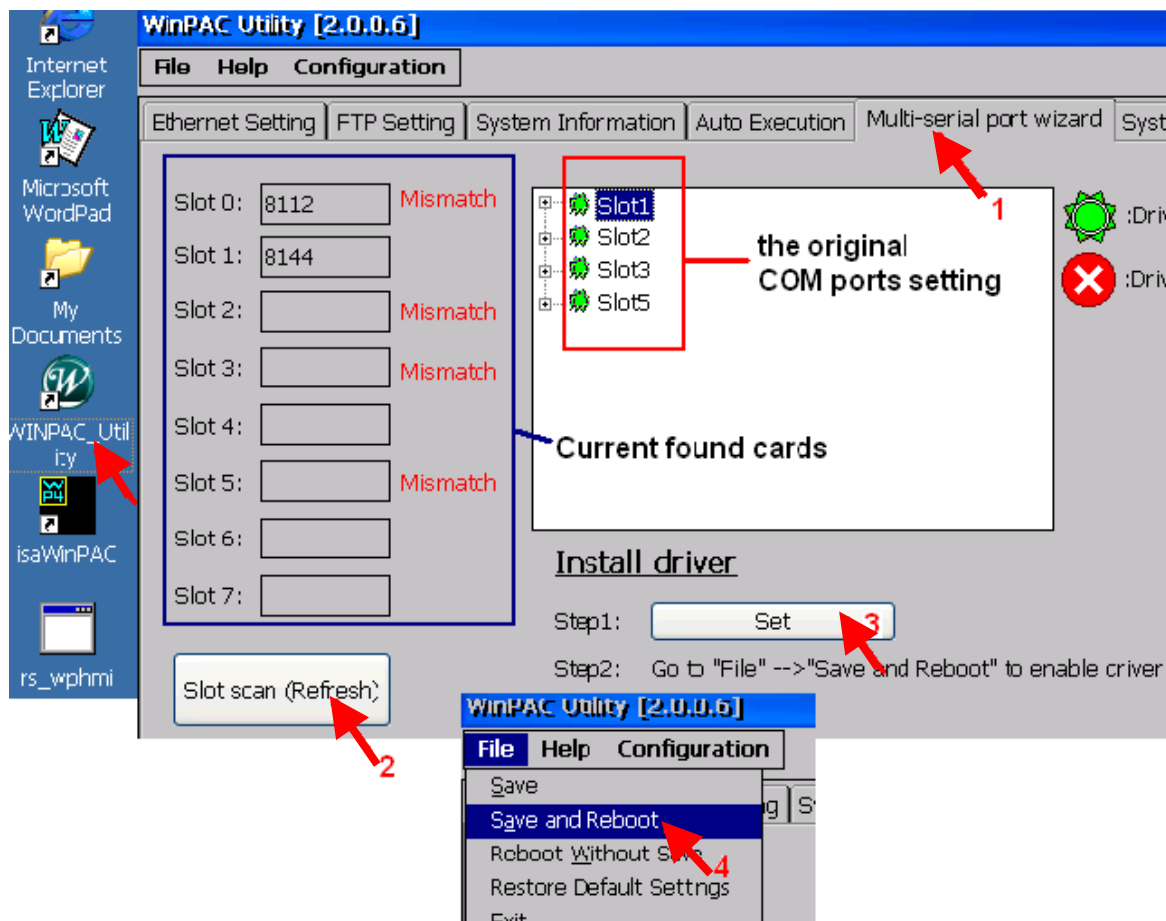 WinPAC Utility [2.0.0.6]
File Help Configuration
Internet
Explorer
Microsoft
WordPad
My
Documents
WINPAC_Util
ity
isaWinPAC
rs_wphmi
Ethernet Setting FTP Setting System Information Auto Execution Multi-serial port wizard Syst
1
Slot 0: 8112 Mismatch
Slot 1: 8144
Slot 2: Mismatch
Slot 3: Mismatch
Slot 4:
Slot 5: Mismatch
Slot 6:
Slot 7:
Slot1
Slot2
Slot3
Slot5
the original
COM ports setting
:Driv
:Driv
Current found cards
Install driver
Step1: Set 3
Step2: Go to "File" -->"Save and Reboot" to enable driver
Slot scan (Refresh)
2
WinPAC Utility [2.0.0.6]
File Help Configuration
Save
g S
Save and Reboot
4
Reboot Without Save
Restore Default Settings
Exit